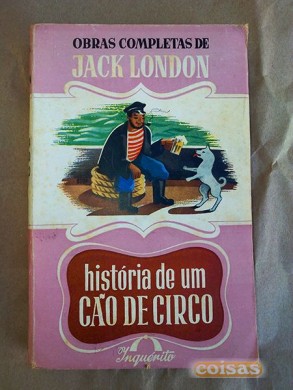 OBRAS COMPLETAS DE
JACK LONDON
história de um
CÃO DE CIRCO
Inquérito
coisas